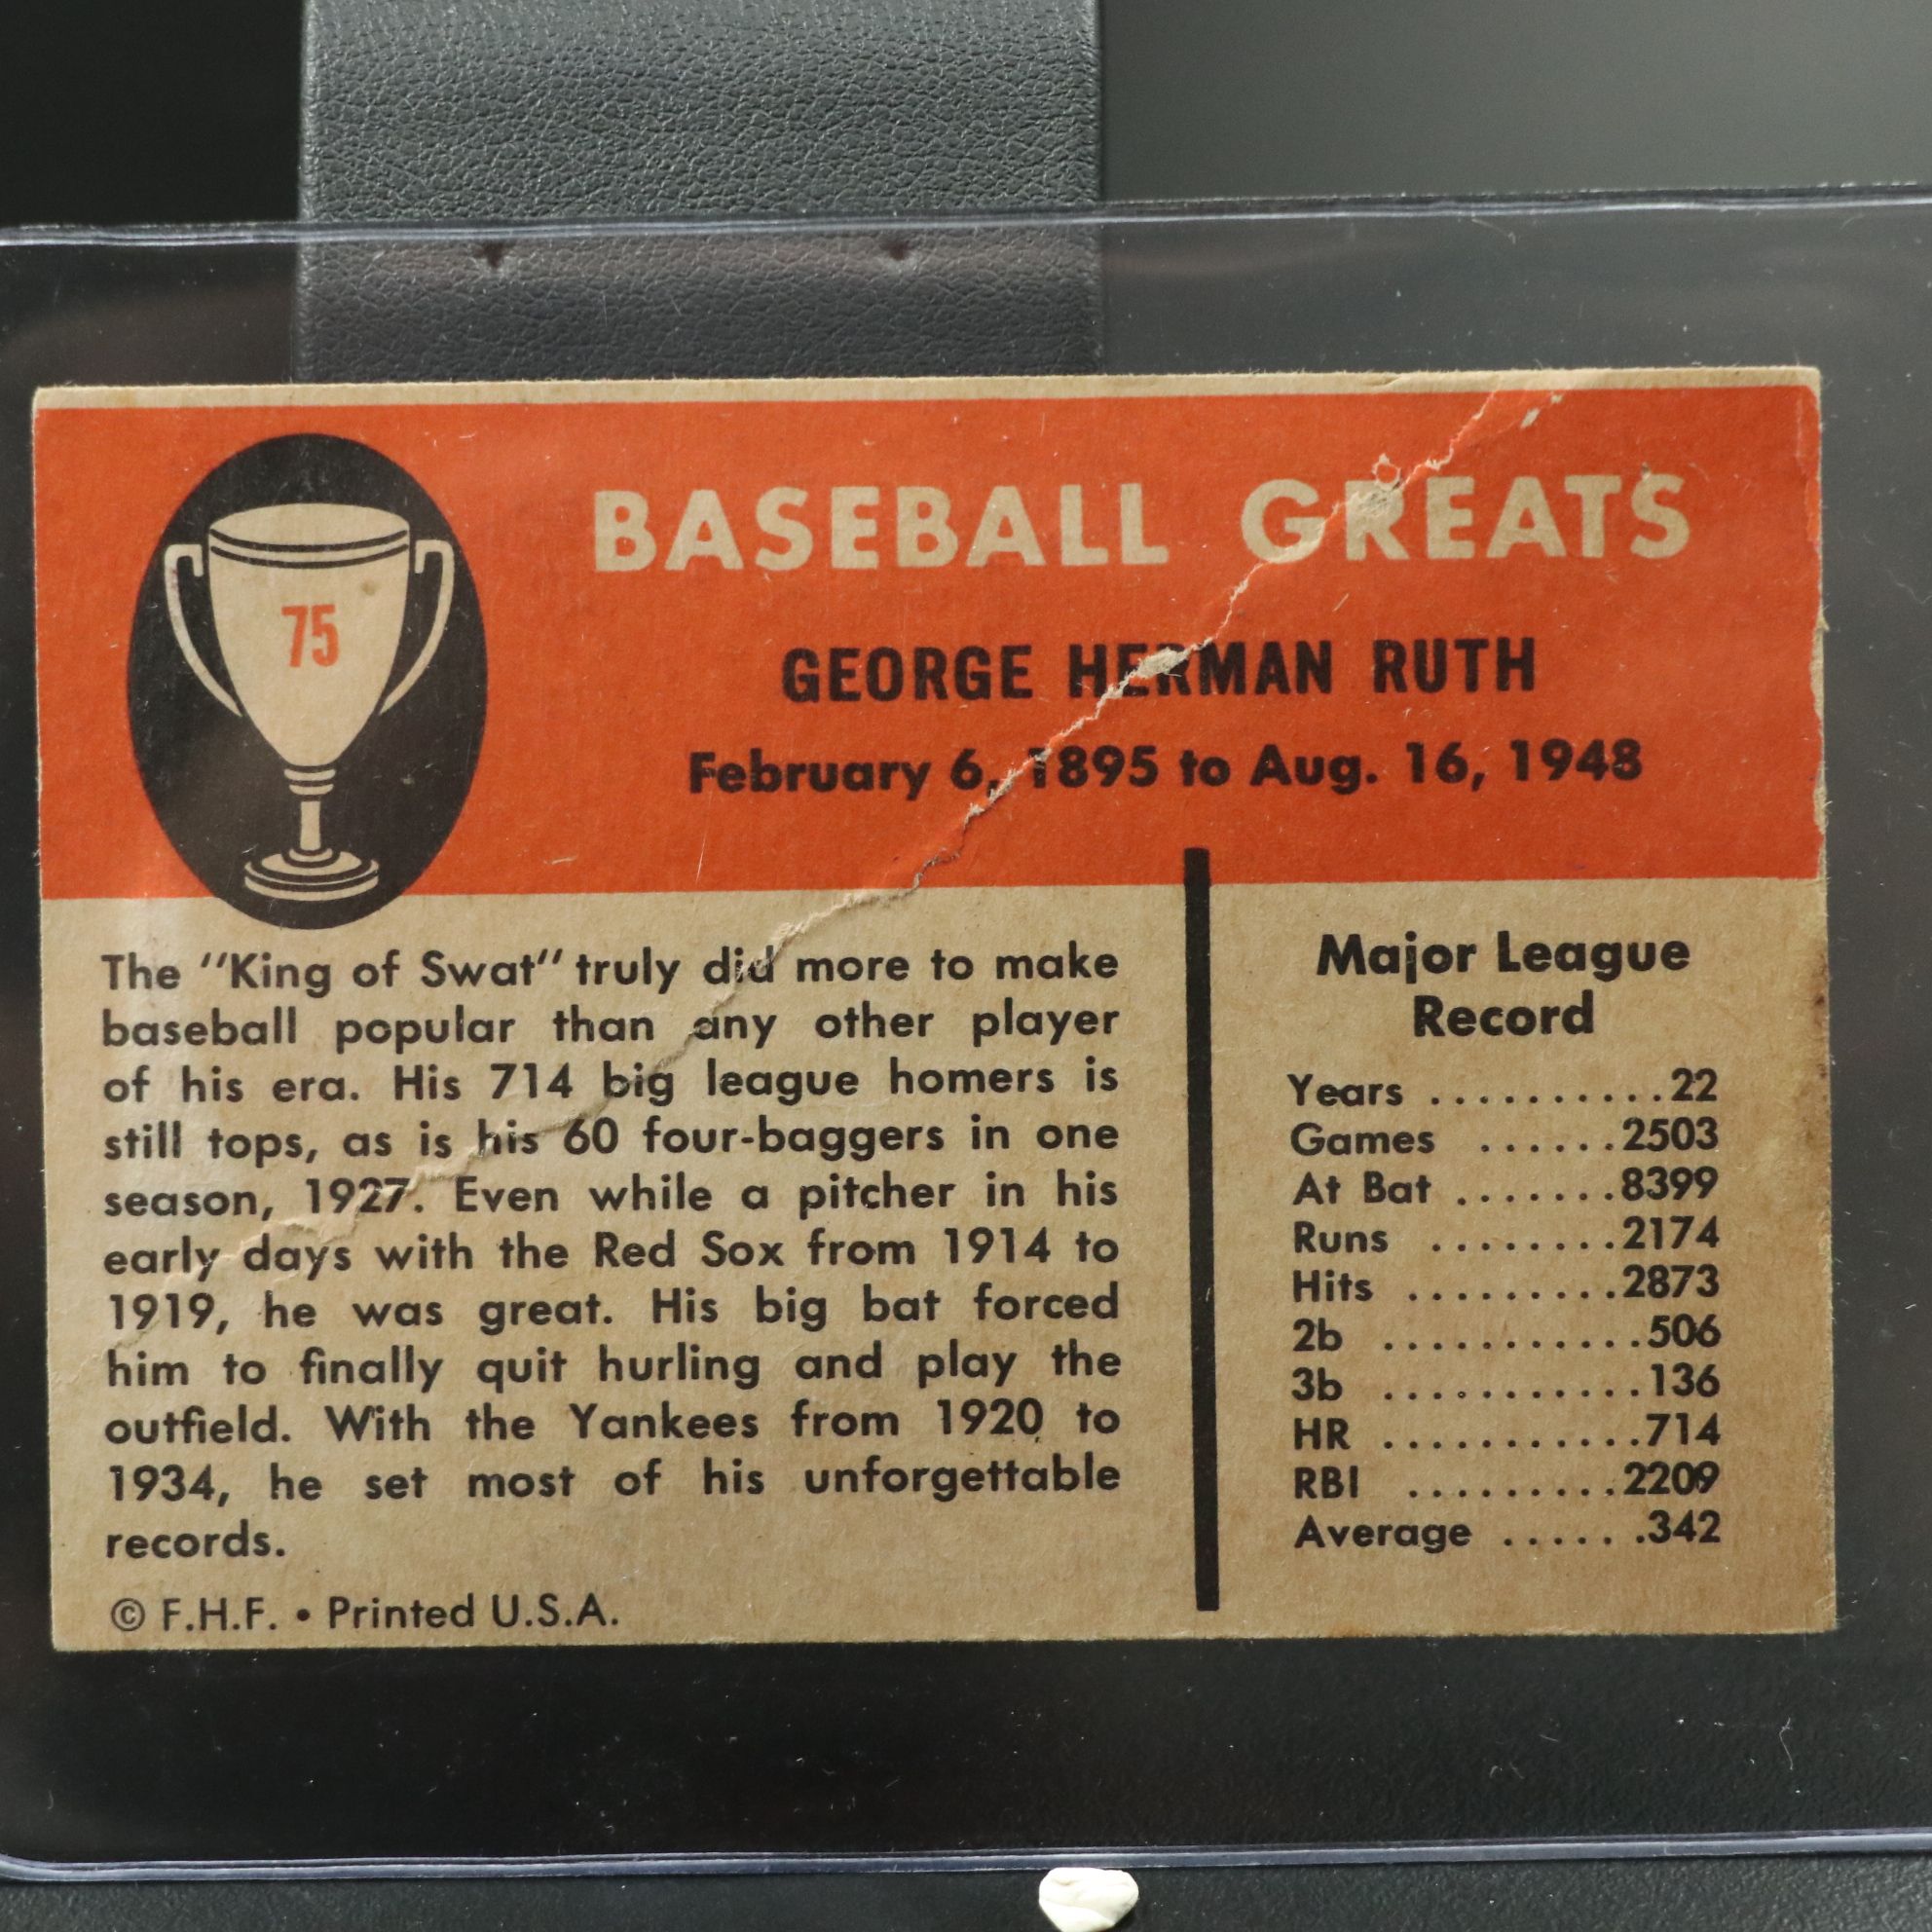 75
BASEBALL GREATS
GEORGE HERMAN RUTH
February 6, 1895 to Aug. 16, 1948
The "King of Swat" truly did more to make
baseball popular than any other player
of his era. His 714 big league homers is
still tops, as is his 60 four-baggers in one
season, 1927. Even while a pitcher in his
early days with the Red Sox from 1914 to
1919, he was great. His big bat forced
him to finally quit hurling and play the
outfield. With the Yankees from 1920 to
1934, he set most of his unforgettable
records.
© F.H.F. • Printed U.S.A.
Major League
Record
Years ..........22
Games ......2503
At Bat .......8399
Runs ........2174
Hits .........2873
2b ...........506
3b ...........136
HR ...........714
RBI .........2209
Average ......342